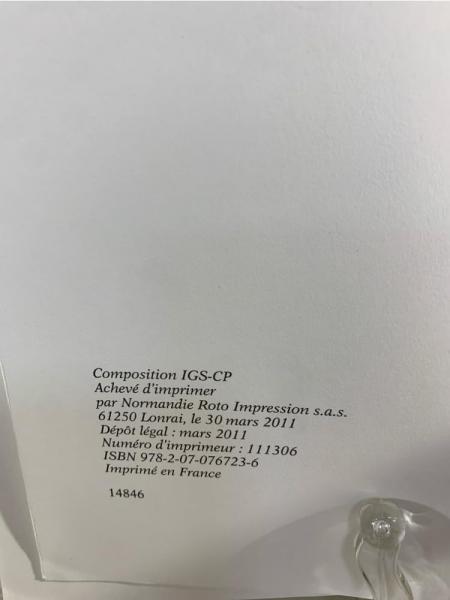 Composition IGS-CP
Achevé d'imprimer
par Normandie Roto Impression s.a.s.
61250 Lonrai, le 30 mars 2011
Dépôt légal : mars 2011
Numéro d'imprimeur : 111306
ISBN 978-2-07-076723-6
Imprimé en France
14846